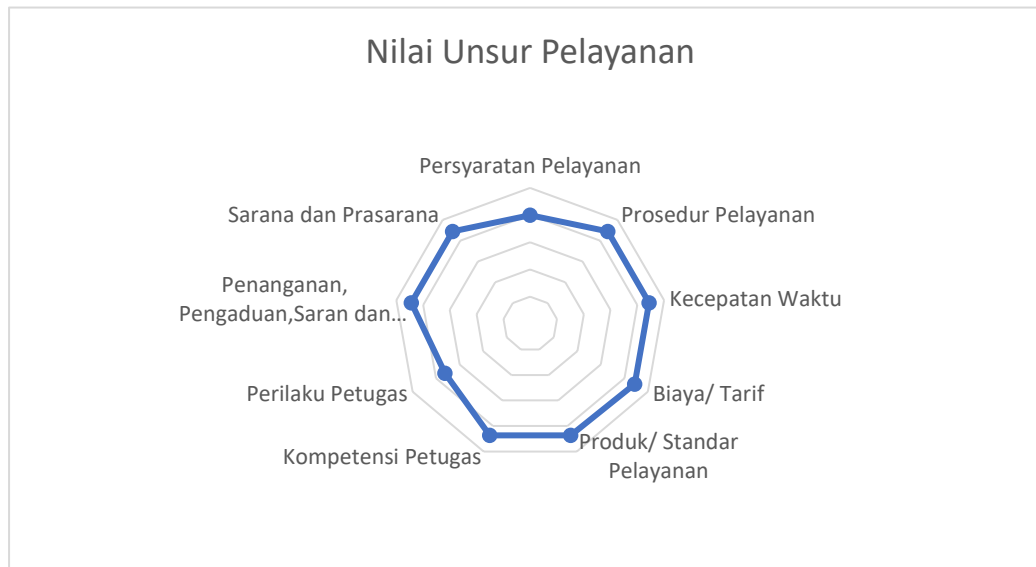 Nilai Unsur Pelayanan
Persyaratan Pelayanan
Prosedur Pelayanan
Kecepatan Waktu
Biaya/ Tarif
Produk/ Standar
Pelayanan
Kompetensi Petugas
Perilaku Petugas
Penanganan,
Pengaduan,Saran dan...
Sarana dan Prasarana